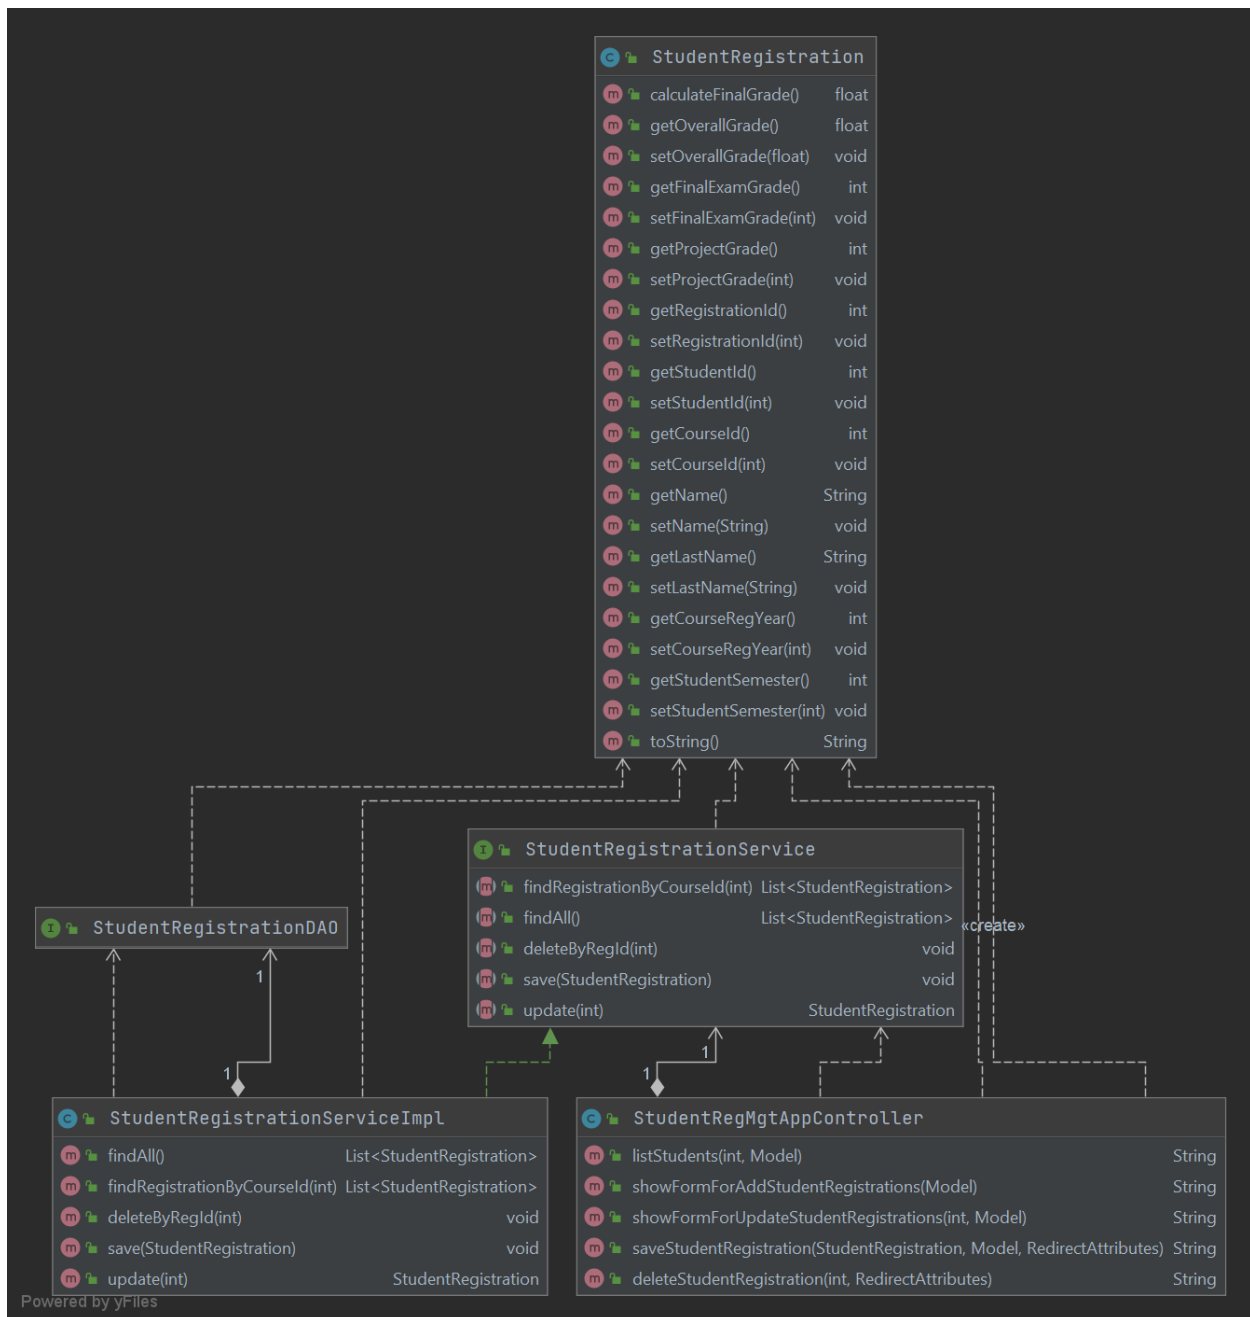 StudentRegistration
calculateFinalGrade() float
getOverallGrade() float
setOverallGrade(float) void
getFinalExamGrade() int
setFinalExamGrade(int) void
getProjectGrade() int
setProjectGrade(int) void
getRegistrationId() int
setRegistrationId(int) void
getStudentId() int
setStudentId(int) void
getCourseId() int
setCourseId(int) void
getName() String
setName(String) void
getLastName() String
setLastName(String) void
getCourseRegYear() int
setCourseRegYear(int) void
getStudentSemester() int
setStudentSemester(int) void
toString() String
StudentRegistrationService
findRegistrationByCourseId(int) List<StudentRegistration>
findAll() List<StudentRegistration>
deleteByRegId(int) void
save(StudentRegistration) void
update(int) StudentRegistration
«create»
StudentRegistrationDAO
1
1
1
1
StudentRegistrationServiceImpl
findAll() List<StudentRegistration>
findRegistrationByCourseId(int) List<StudentRegistration>
deleteByRegId(int) void
save(StudentRegistration) void
update(int) StudentRegistration
StudentRegMgtAppController
listStudents(int, Model) String
showFormForAddStudentRegistrations(Model) String
showFormForUpdateStudentRegistrations(int, Model) String
saveStudentRegistration(StudentRegistration, Model, RedirectAttributes) String
deleteStudentRegistration(int, RedirectAttributes) String
Powered by yFiles